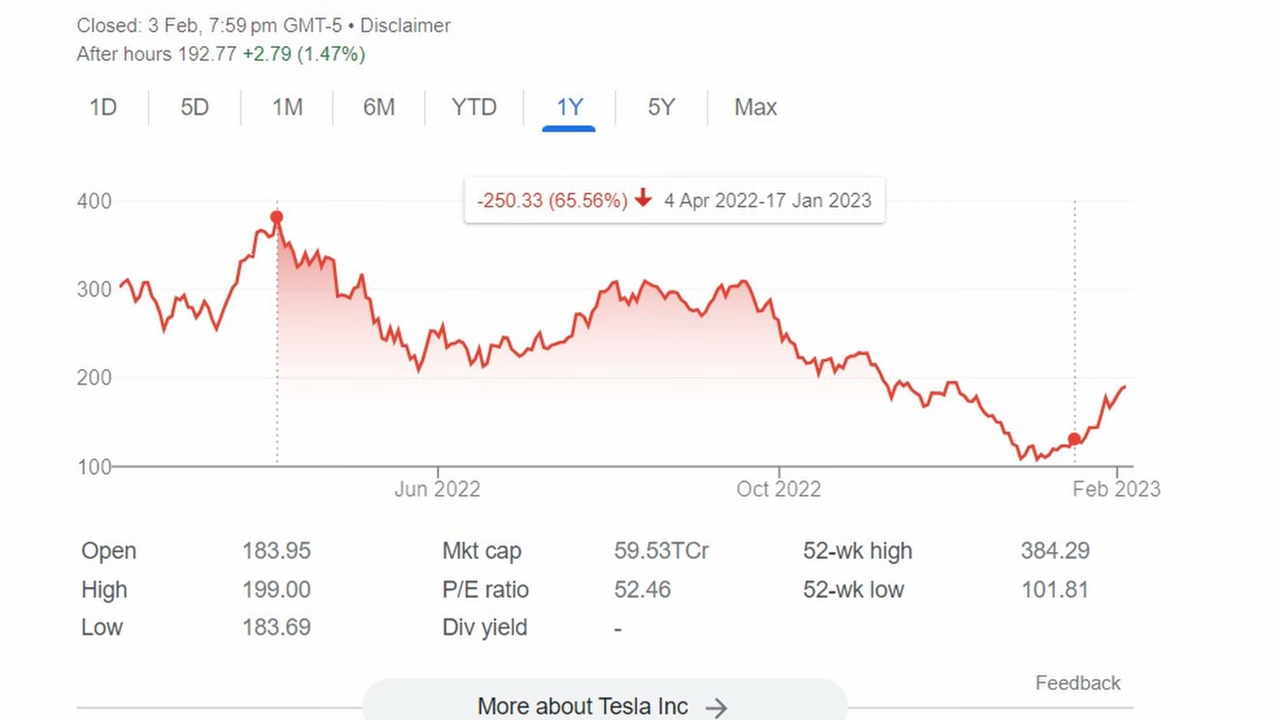 Closed: 3 Feb, 7:59 pm GMT-5 • Disclaimer
After hours 192.77 +2.79 (1.47%)
1D 5D 1M 6M YTD 1Y 5Y Max
-250.33 (65.56%) ↓ 4 Apr 2022-17 Jan 2023
400
300
200
100
Jun 2022 Oct 2022 Feb 2023
Open 183.95 Mkt cap 59.53TCr 52-wk high 384.29
High 199.00 P/E ratio 52.46 52-wk low 101.81
Low 183.69 Div yield -
Feedback
More about Tesla Inc →